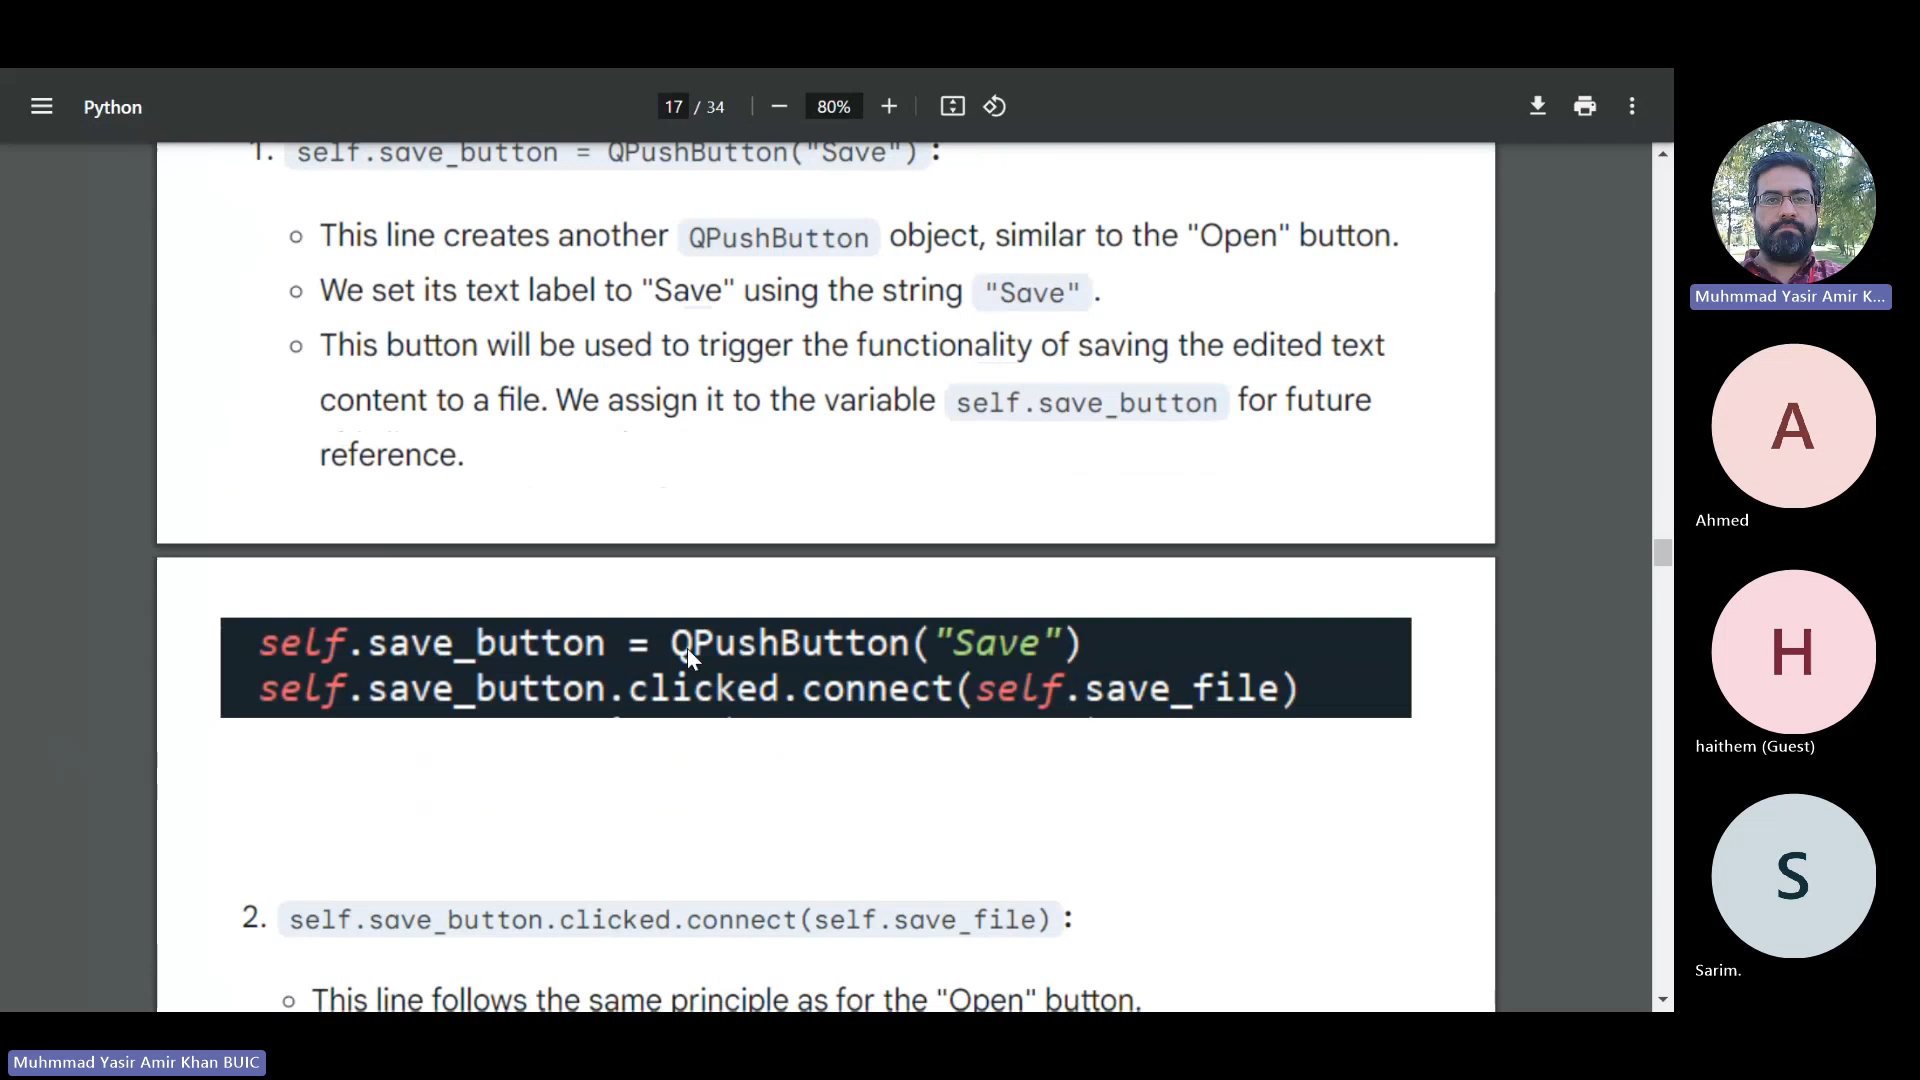 Python
17 / 34
80%
1. self.save_button = QPushButton("Save") :
This line creates another QPushButton object, similar to the "Open" button.
We set its text label to "Save" using the string "Save" .
This button will be used to trigger the functionality of saving the edited text
content to a file. We assign it to the variable self.save_button for future
reference.
self.save_button = QPushButton("Save")
self.save_button.clicked.connect(self.save_file)
2. self.save_button.clicked.connect(self.save_file) :
This line follows the same principle as for the "Open" button.
Muhmmad Yasir Amir K...
A
Ahmed
H
haithem (Guest)
S
Sarim.
Muhmmad Yasir Amir Khan BUIC